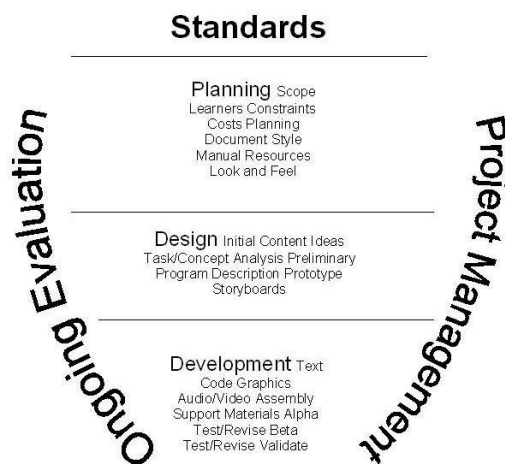 Standards
Planning Scope
Learners Constraints
Costs Planning
Document Style
Manual Resources
Look and Feel
Ongoing Evaluation
Project Management
Design Initial Content Ideas
Task/Concept Analysis Preliminary
Program Description Prototype
Storyboards
Development Text
Code Graphics
Audio/Video Assembly
Support Materials Alpha
Test/Revise Beta
Test/Revise Validate